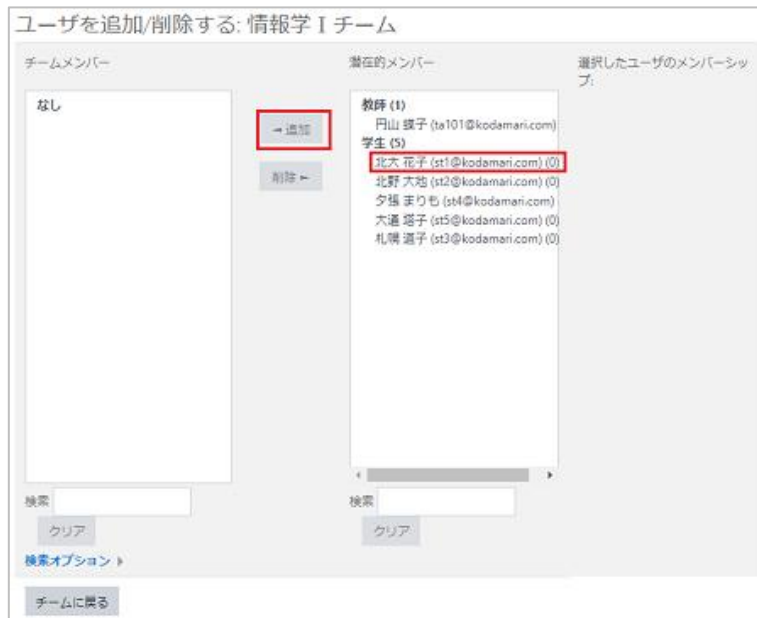 ユーザを追加/削除する: 情報学 I チーム
チームメンバー
なし
→ 追加
削除 ←
潜在的メンバー
教師 (1)
円山 蝶子 (ta101@kodamari.com)
学生 (5)
北大 花子 (st1@kodamari.com) (0)
北野 大地 (st2@kodamari.com) (0)
夕張 まりも (st4@kodamari.com)
大通 塔子 (st5@kodamari.com) (0)
札幌 道子 (st3@kodamari.com) (0)
選択したユーザのメンバーシッ
プ:
検索
クリア
検索
クリア
検索オプション
チームに戻る